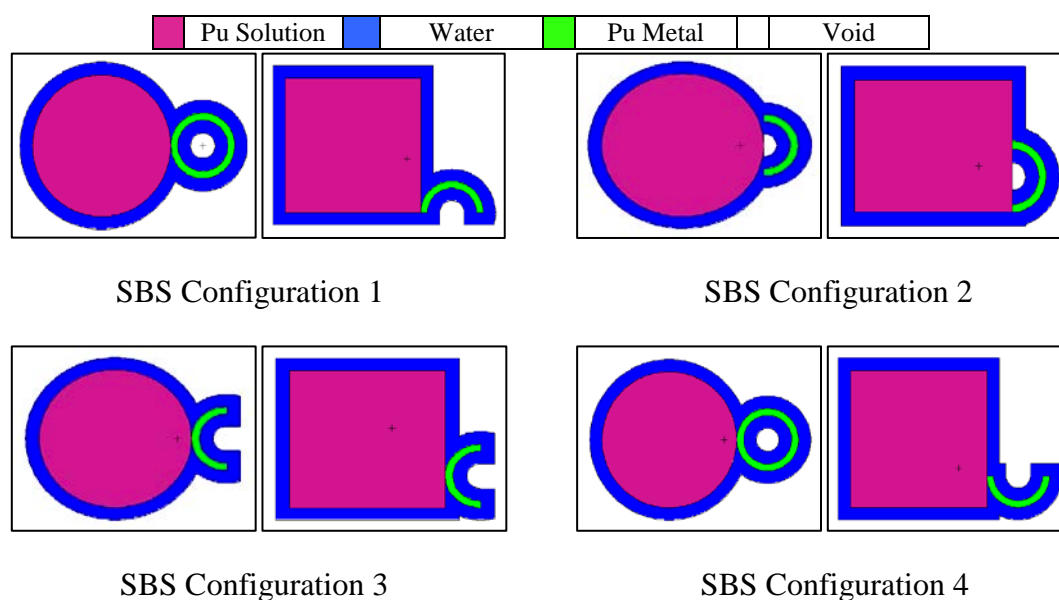 Pu Solution Water Pu Metal Void
SBS Configuration 1 SBS Configuration 2
SBS Configuration 3 SBS Configuration 4